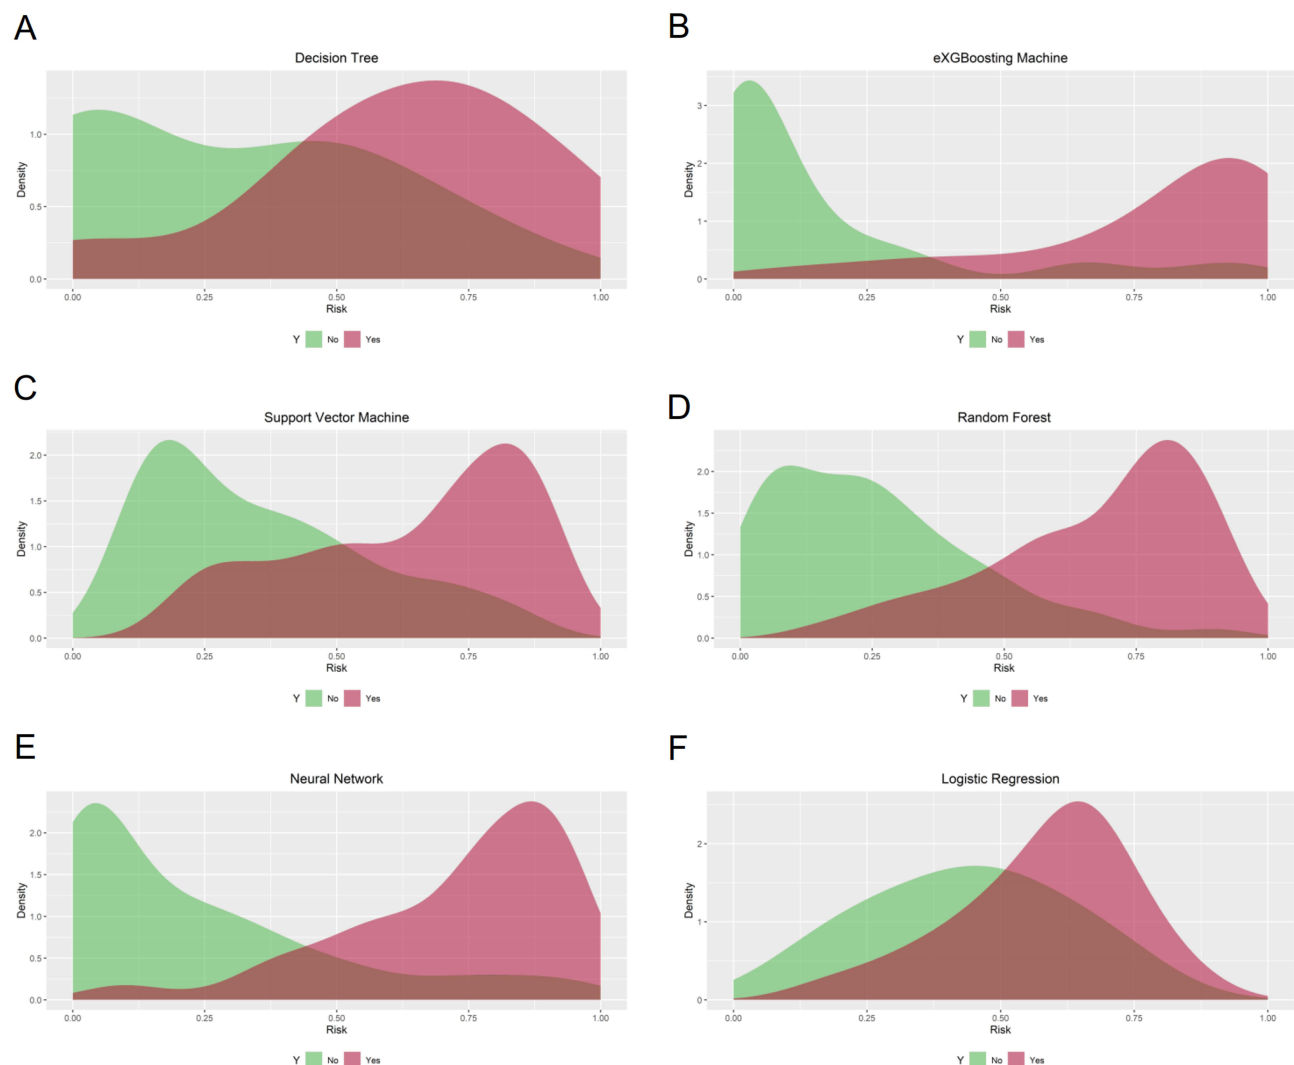 A
Decision Tree
Density
1.0
0.5
0.0
0.00 0.25 0.50 0.75 1.00
Risk
Y No Yes
B
eXGBoosting Machine
Density
3
2
1
0
0.00 0.25 0.50 0.75 1.00
Risk
Y No Yes
C
Support Vector Machine
Density
2.0
1.5
1.0
0.5
0.0
0.00 0.25 0.50 0.75 1.00
Risk
Y No Yes
D
Random Forest
Density
2.0
1.5
1.0
0.5
0.0
0.00 0.25 0.50 0.75 1.00
Risk
Y No Yes
E
Neural Network
Density
2.0
1.5
1.0
0.5
0.0
0.00 0.25 0.50 0.75 1.00
Risk
Y No Yes
F
Logistic Regression
Density
2
1
0
0.00 0.25 0.50 0.75 1.00
Risk
Y No Yes